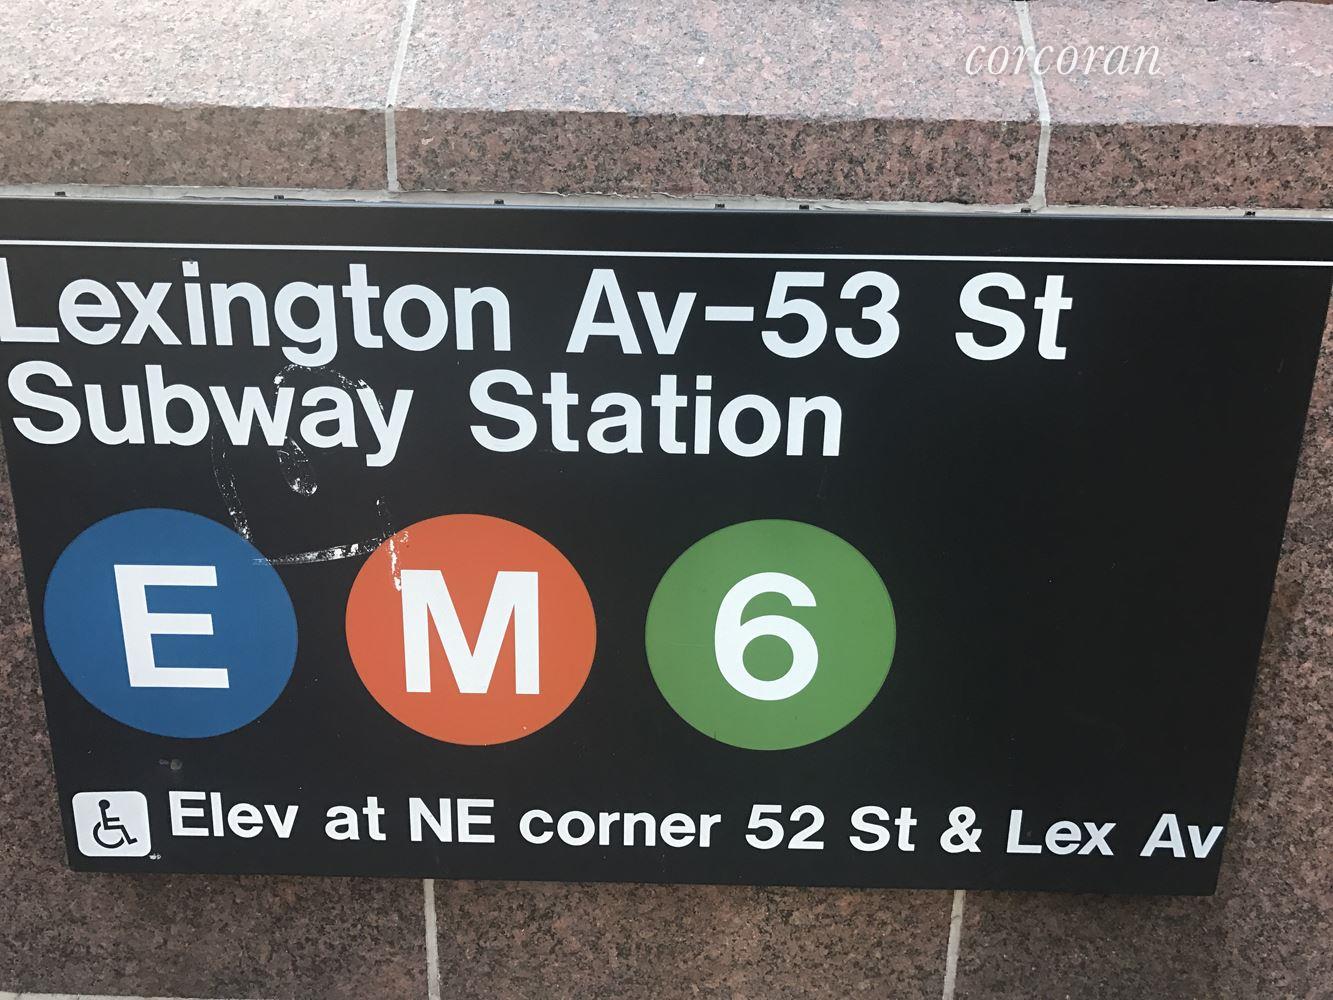 corcoran
Lexington Av-53 St
Subway Station
E M 6
Elev at NE corner 52 St & Lex Av